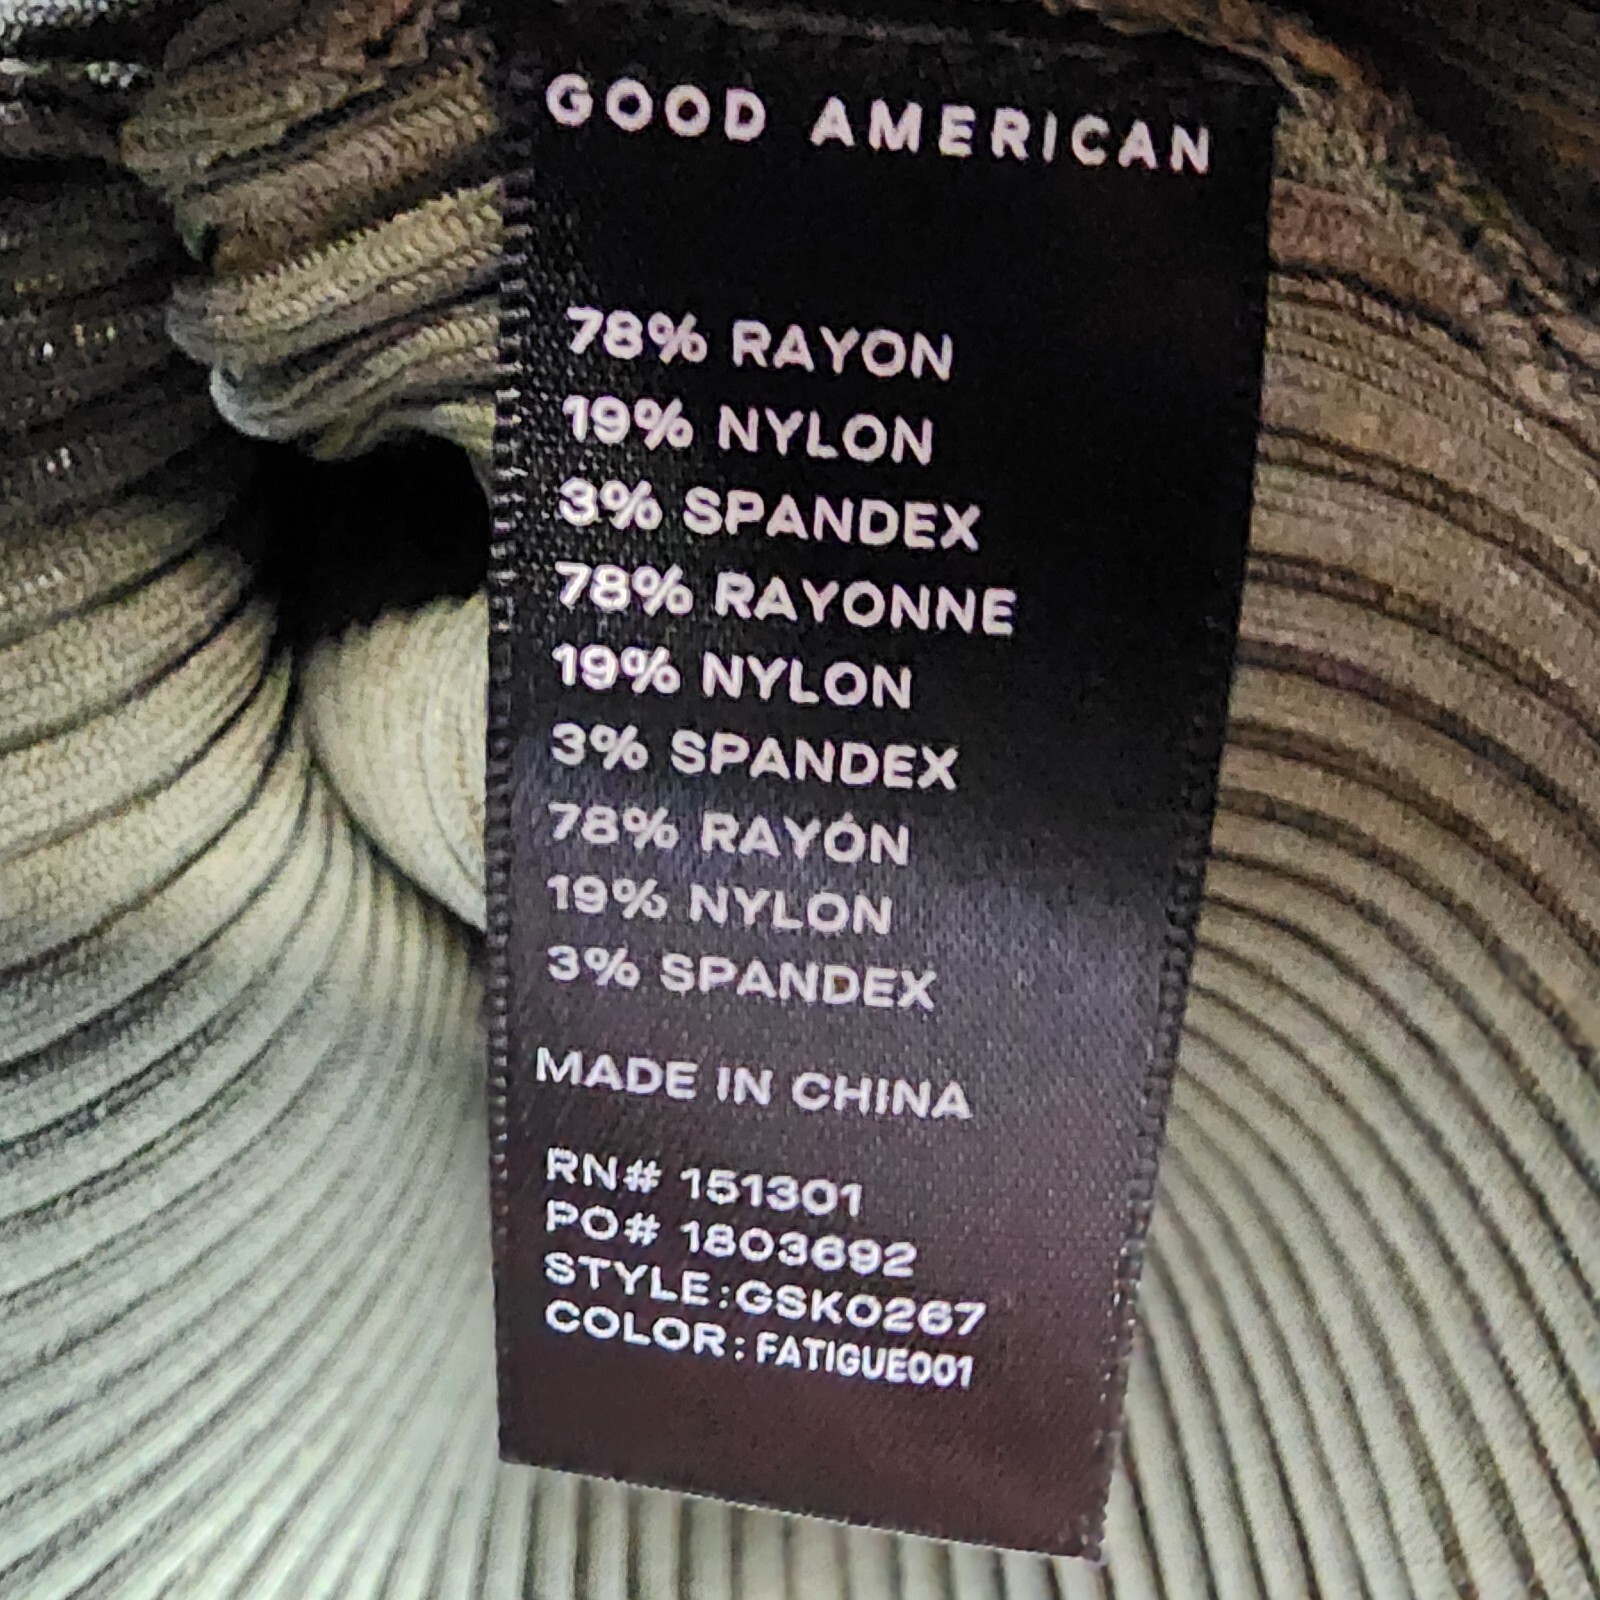 GOOD AMERICAN
78% RAYON
19% NYLON
3% SPANDEX
78% RAYONNE
19% NYLON
3% SPANDEX
78% RAYÓN
19% NYLON
3% SPANDEX
MADE IN CHINA
RN# 151301
PO# 1803692
STYLE:GSK0267
COLOR: FATIGUE001